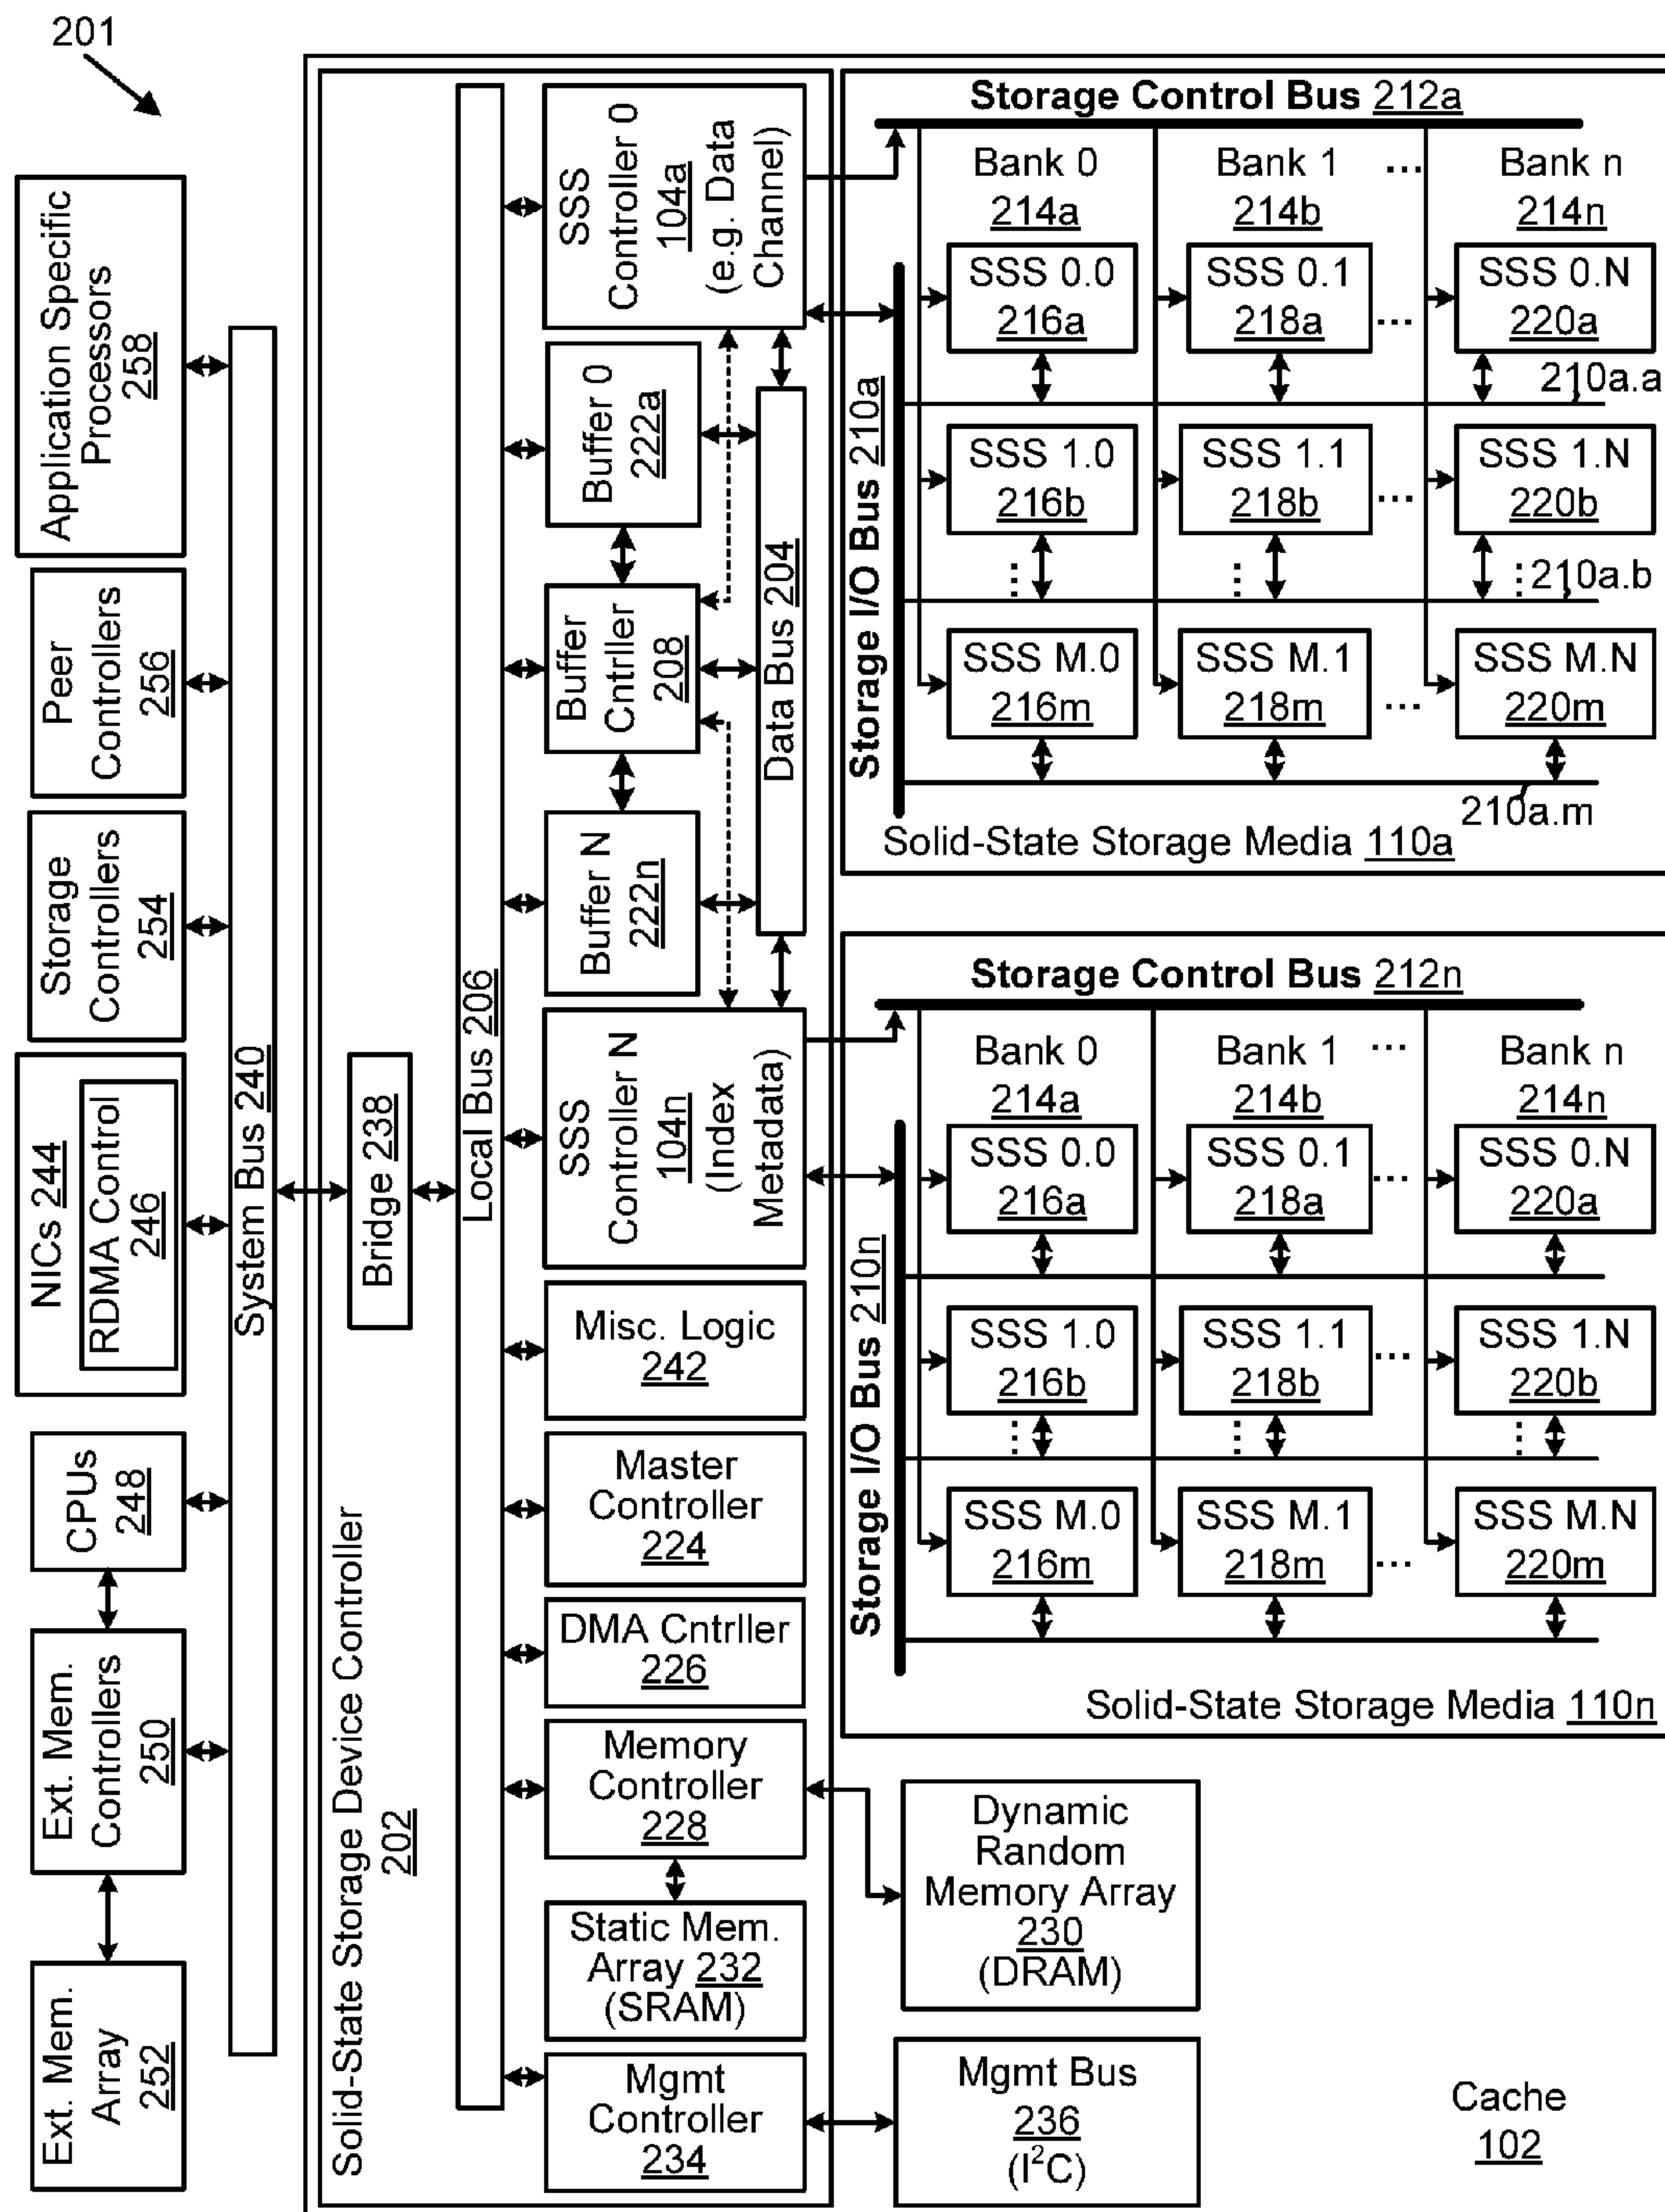 201
Application Specific
Processors
258
Peer
Controllers
256
Storage
Controllers
254
NICs 244
RDMA Control
246
CPUs
248
Ext. Mem.
Controllers
250
Ext. Mem.
Array
252
System Bus 240
Bridge 238
Solid-State Storage Device Controller
202
Local Bus 206
SSS
Controller 0
104a
(e.g. Data
Channel)
Buffer 0
222a
Buffer
Cntrller
208
Buffer N
222n
Data Bus 204
SSS
Controller N
104n
(Index
Metadata)
Misc. Logic
242
Master
Controller
224
DMA Cntrller
226
Memory
Controller
228
Static Mem.
Array 232
(SRAM)
Mgmt
Controller
234
Storage Control Bus 212a
Storage I/O Bus 210a
Bank 0 Bank 1 ... Bank n
214a 214b 214n
SSS 0.0 SSS 0.1 SSS 0.N
216a 218a ... 220a
210a.a
SSS 1.0 SSS 1.1 SSS 1.N
216b 218b ... 220b
... ... ... 210a.b
SSS M.0 SSS M.1 SSS M.N
216m 218m ... 220m
210a.m
Solid-State Storage Media 110a
Storage Control Bus 212n
Storage I/O Bus 210n
Bank 0 Bank 1 ... Bank n
214a 214b 214n
SSS 0.0 SSS 0.1 SSS 0.N
216a 218a ... 220a
SSS 1.0 SSS 1.1 SSS 1.N
216b 218b ... 220b
... ... ...
SSS M.0 SSS M.1 SSS M.N
216m 218m ... 220m
Solid-State Storage Media 110n
Dynamic
Random
Memory Array
230
(DRAM)
Mgmt Bus
236
(I²C)
Cache
102